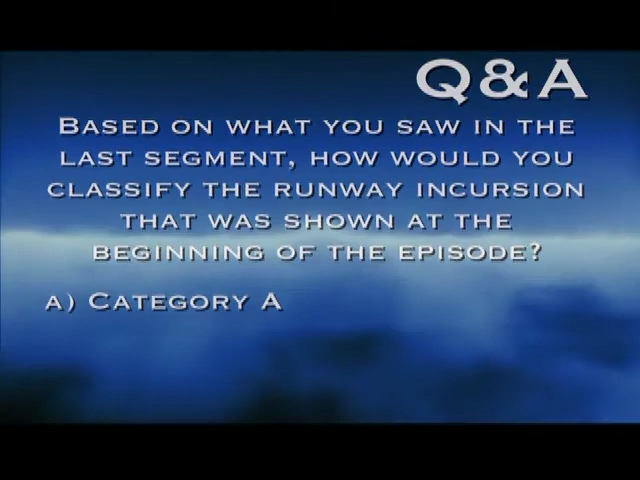 Q & A
Based on what you saw in the
last segment, how would you
classify the runway incursion
that was shown at the
beginning of the episode?
a) Category A